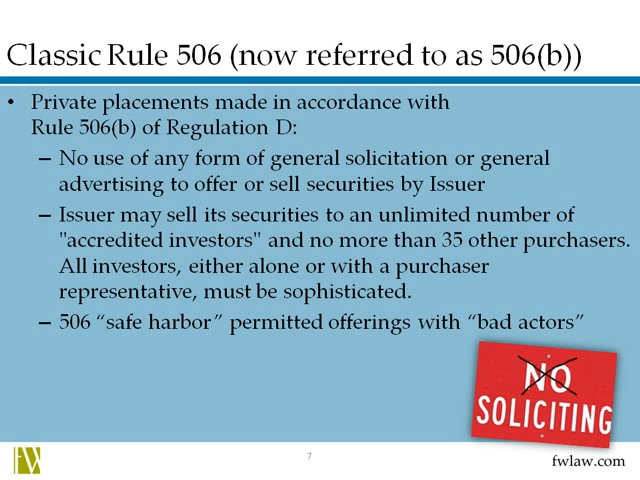 Classic Rule 506 (now referred to as 506(b))
• Private placements made in accordance with
Rule 506(b) of Regulation D:
– No use of any form of general solicitation or general
advertising to offer or sell securities by Issuer
– Issuer may sell its securities to an unlimited number of
"accredited investors" and no more than 35 other purchasers.
All investors, either alone or with a purchaser
representative, must be sophisticated.
– 506 “safe harbor” permitted offerings with “bad actors”
NO
SOLICITING
FW
7
fwlaw.com